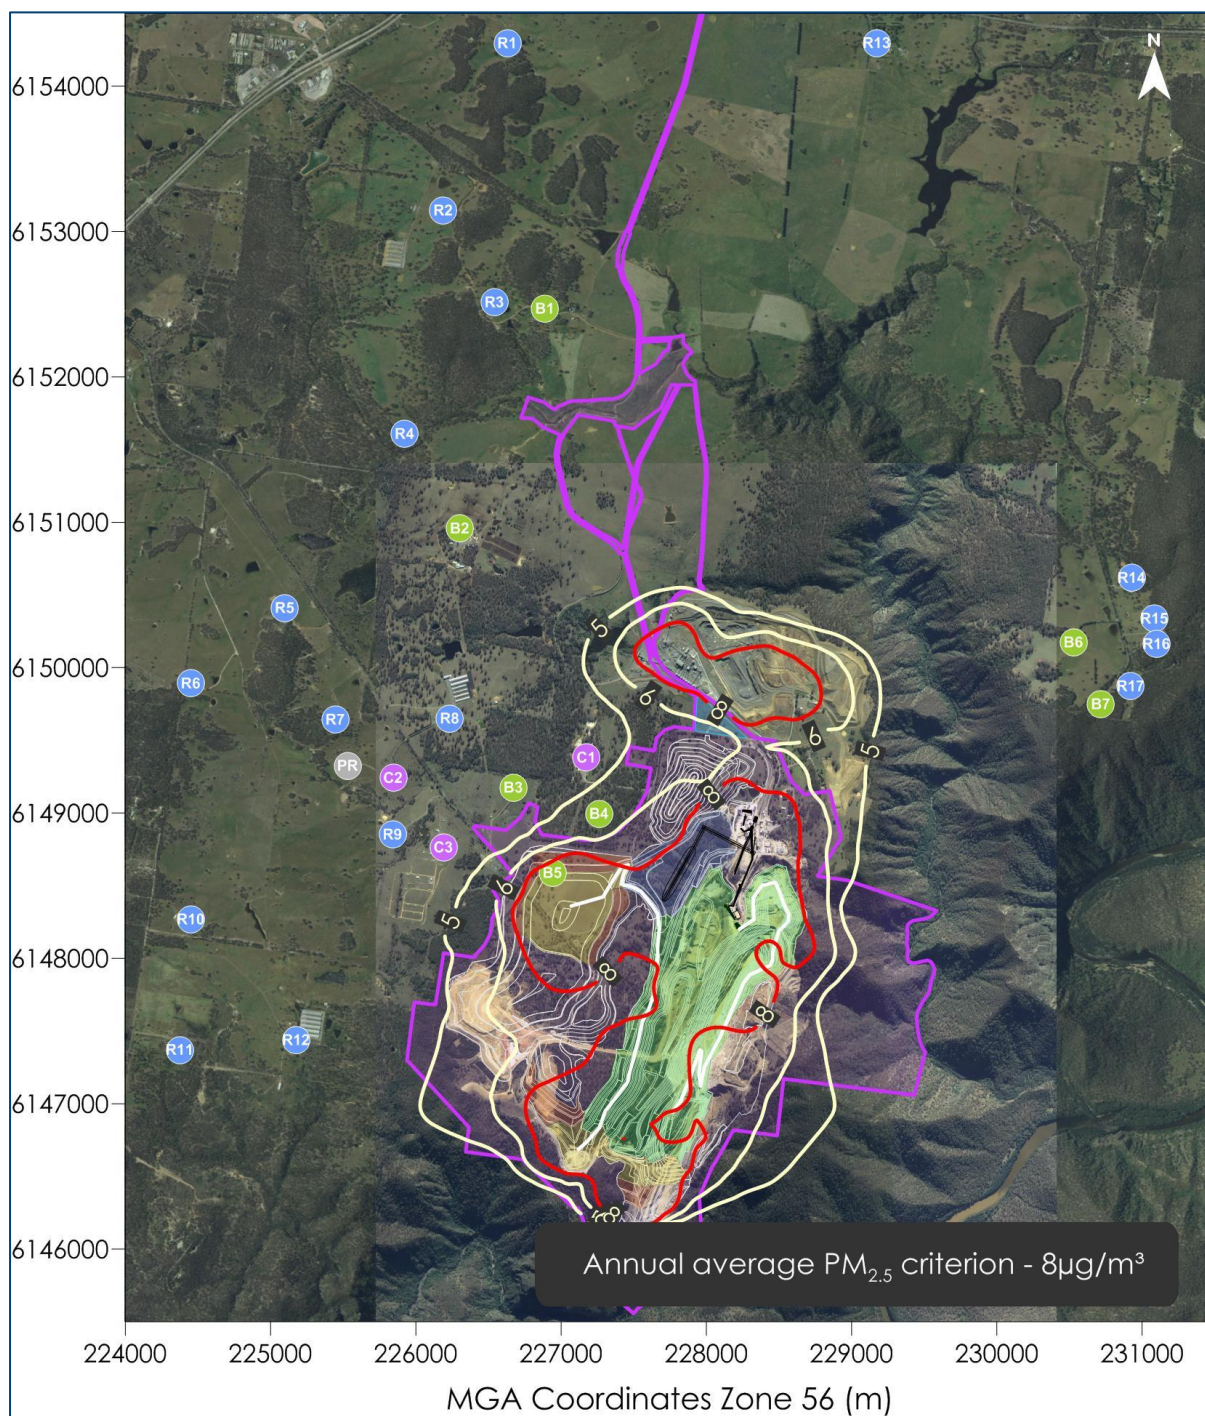 N
6154000
6153000
6152000
6151000
6150000
6149000
6148000
6147000
6146000
R1
R13
R2
R3
B1
R4
B2
R14
R5
R15
B6
R16
R6
R17
B7
R7
R8
PR
C2
C1
B3
B4
R9
C3
B5
R10
R12
R11
5
6
8
6
5
8
6
5
8
8
8
Annual average PM2.5 criterion - 8µg/m³
224000 225000 226000 227000 228000 229000 230000 231000
MGA Coordinates Zone 56 (m)